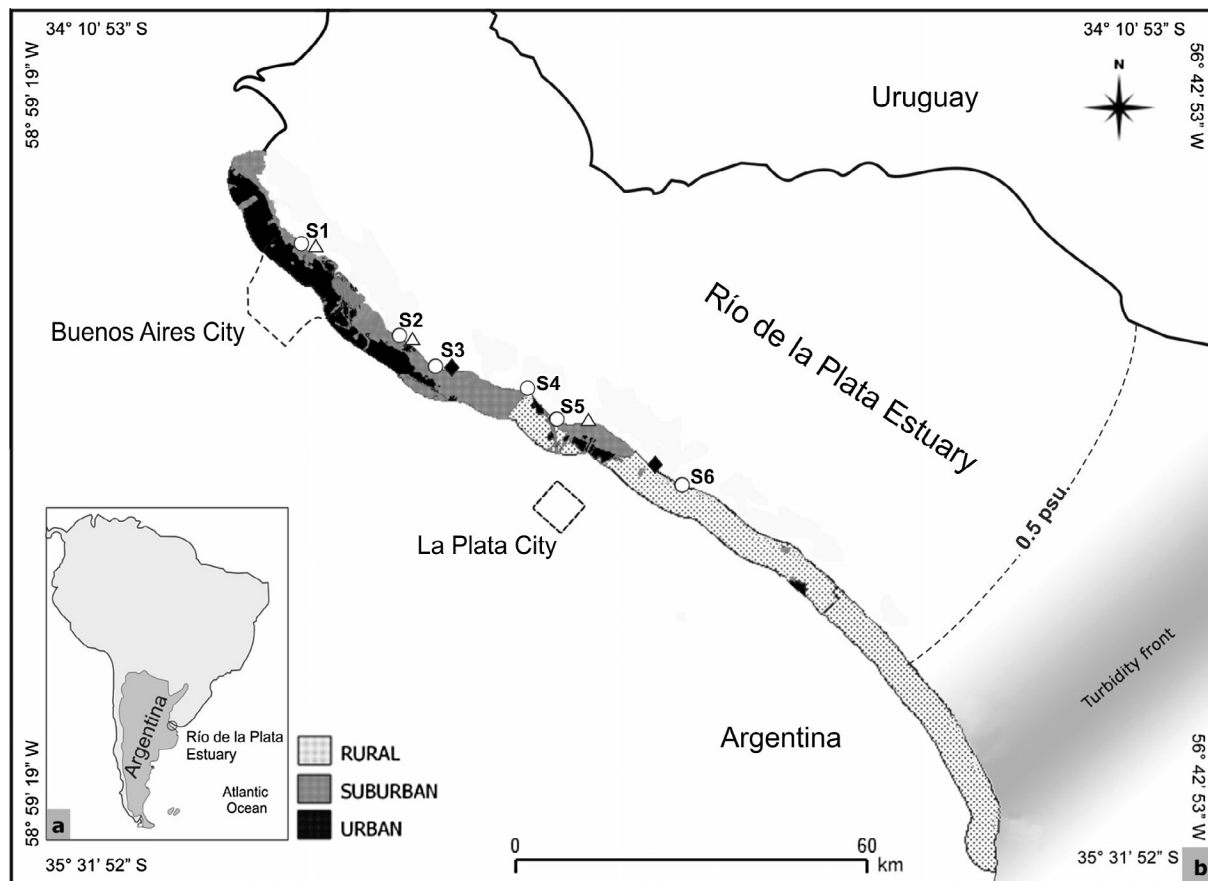 34° 10' 53" S
34° 10' 53" S
58° 59' 19" W
56° 42' 53" W
N
Uruguay
S1
Buenos Aires City
S2
S3
S4
S5
S6
Río de la Plata Estuary
0.5 psu.
La Plata City
Turbidity front
Argentina
Argentina
Río de la Plata
Estuary
Atlantic
Ocean
a
RURAL
SUBURBAN
URBAN
58° 59' 19" W
56° 42' 53" W
0
60
km
35° 31' 52" S
35° 31' 52" S
b